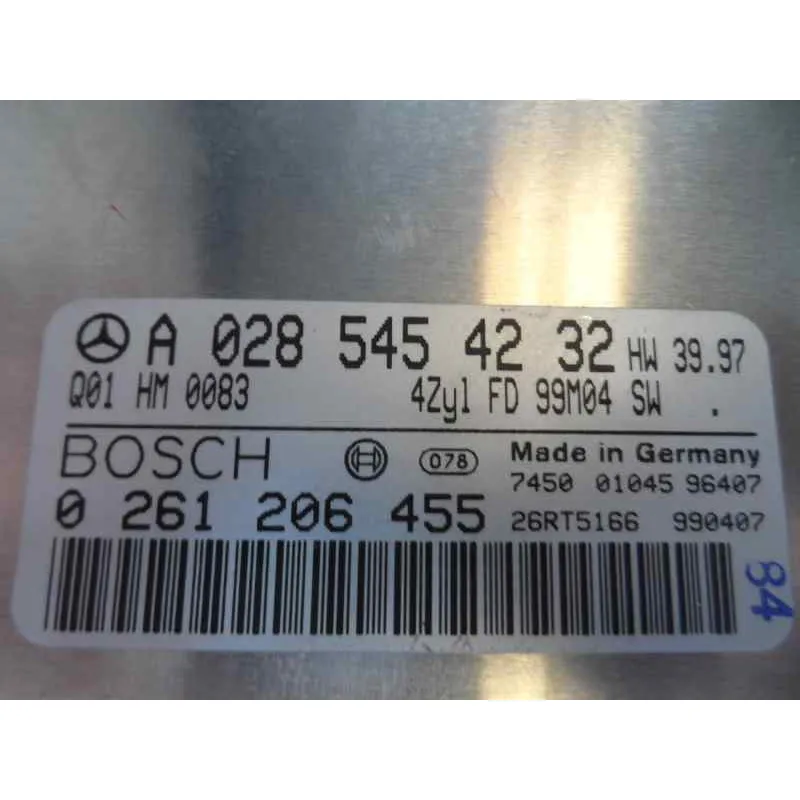 A 028 545 42 32 HW 39.97
Q01 HM 0083 4Zyl FD 99M04 SW .
BOSCH 078 Made in Germany
7450 01045 96407
0 261 206 455 26RT5166 990407
84